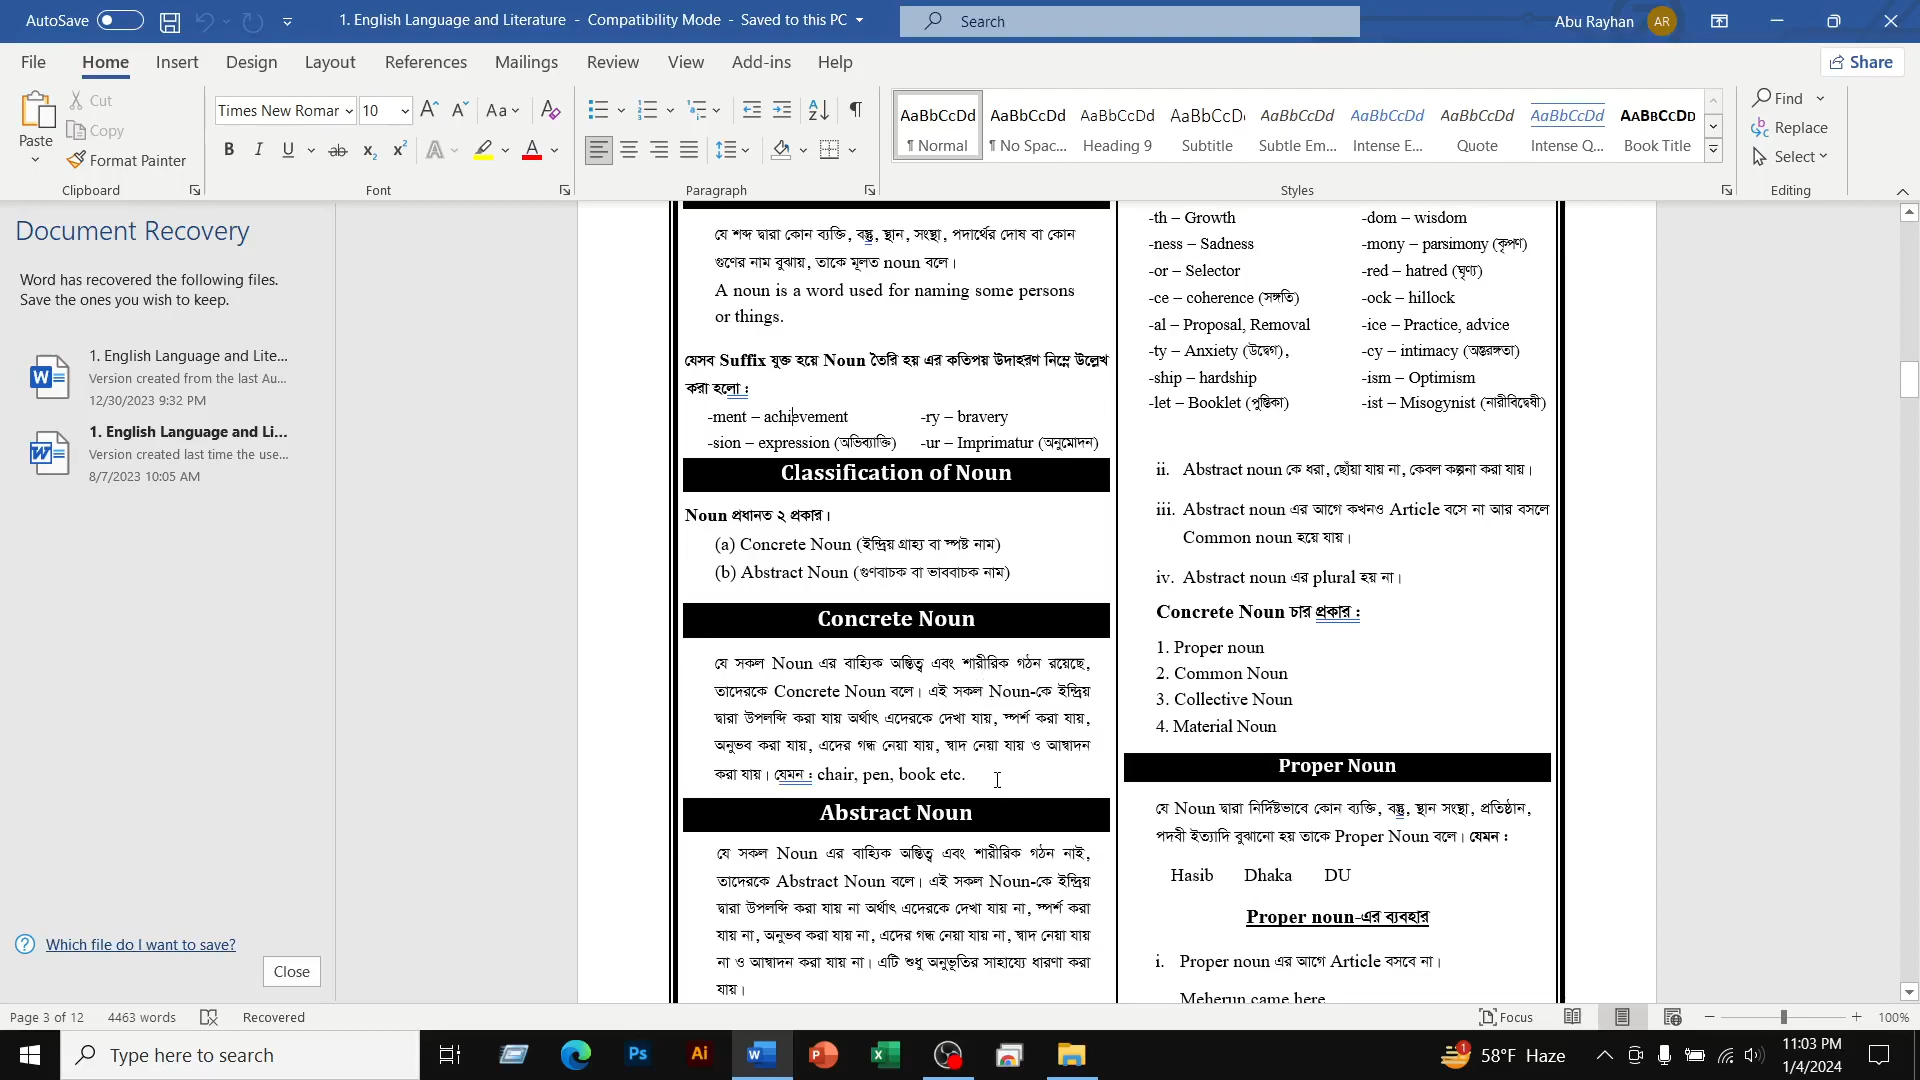 AutoSave
1. English Language and Literature - Compatibility Mode - Saved to this PC
Search
Abu Rayhan
AR
File
Home
Insert
Design
Layout
References
Mailings
Review
View
Add-ins
Help
Share
Paste
Cut
Copy
Format Painter
Clipboard
Times New Romar
10
Font
Paragraph
AaBbCcDd
¶ Normal
AaBbCcDd
¶ No Spac...
AaBbCcDd
Heading 9
AaBbCcD
Subtitle
AaBbCcDd
Subtle Em...
AaBbCcDd
Intense E...
AaBbCcDd
Quote
AaBbCcDd
Intense Q...
AaBbCcDd
Book Title
Styles
Find
Replace
Select
Editing
Document Recovery
Word has recovered the following files.
Save the ones you wish to keep.
1. English Language and Lite...
Version created from the last Au...
12/30/2023 9:32 PM
1. English Language and Li...
Version created last time the use...
8/7/2023 10:05 AM
Which file do I want to save?
Close
যে শব্দ দ্বারা কোন ব্যক্তি, বস্তু, স্থান, সংস্থা, পদার্থের দোষ বা কোন
গুণের নাম বুঝায়, তাকে মূলত noun বলে।
A noun is a word used for naming some persons
or things.
যেসব Suffix যুক্ত হয়ে Noun তৈরি হয় এর কতিপয় উদাহরণ নিম্নে উল্লেখ
করা হলো :
-ment – achievement -ry – bravery
-sion – expression (অভিব্যাক্তি) -ur – Imprimatur (অনুমোদন)
Classification of Noun
Noun প্রধানত ২ প্রকার।
(a) Concrete Noun (ইন্দ্রিয় গ্রাহ্য বা স্পষ্ট নাম)
(b) Abstract Noun (গুণবাচক বা ভাববাচক নাম)
Concrete Noun
যে সকল Noun এর বাহ্যিক অস্তিত্ব এবং শারীরিক গঠন রয়েছে,
তাদেরকে Concrete Noun বলে। এই সকল Noun-কে ইন্দ্রিয়
দ্বারা উপলব্দি করা যায় অর্থাৎ এদেরকে দেখা যায়, স্পর্শ করা যায়,
অনুভব করা যায়, এদের গন্ধ নেয়া যায়, স্বাদ নেয়া যায় ও আস্বাদন
করা যায়। যেমন : chair, pen, book etc.
Abstract Noun
যে সকল Noun এর বাহ্যিক অস্তিত্ব এবং শারীরিক গঠন নাই,
তাদেরকে Abstract Noun বলে। এই সকল Noun-কে ইন্দ্রিয়
দ্বারা উপলব্দি করা যায় না অর্থাৎ এদেরকে দেখা যায় না, স্পর্শ করা
যায় না, অনুভব করা যায় না, এদের গন্ধ নেয়া যায় না, স্বাদ নেয়া যায়
না ও আস্বাদন করা যায় না। এটি শুধু অনুভূতির সাহায্যে ধারণা করা
যায়।
-th – Growth -dom – wisdom
-ness – Sadness -mony – parsimony (কৃপণ)
-or – Selector -red – hatred (ঘৃণ্য)
-ce – coherence (সঙ্গতি) -ock – hillock
-al – Proposal, Removal -ice – Practice, advice
-ty – Anxiety (উদ্বেগ), -cy – intimacy (অন্তরঙ্গতা)
-ship – hardship -ism – Optimism
-let – Booklet (পুস্তিকা) -ist – Misogynist (নারীবিদ্বেষী)
ii. Abstract noun কে ধরা, ছোঁয়া যায় না, কেবল কল্পনা করা যায়।
iii. Abstract noun এর আগে কখনও Article বসে না আর বসলে
Common noun হয়ে যায়।
iv. Abstract noun এর plural হয় না।
Concrete Noun চার প্রকার :
1. Proper noun
2. Common Noun
3. Collective Noun
4. Material Noun
Proper Noun
যে Noun দ্বারা নির্দিষ্টভাবে কোন ব্যক্তি, বস্তু, স্থান সংস্থা, প্রতিষ্ঠান,
পদবী ইত্যাদি বুঝানো হয় তাকে Proper Noun বলে। যেমন :
Hasib Dhaka DU
Proper noun-এর ব্যবহার
i. Proper noun এর আগে Article বসবে না।
Meherun came here
Page 3 of 12
4463 words
Recovered
Focus
100%
Type here to search
Ps
Ai
1
58°F Haze
11:03 PM
1/4/2024